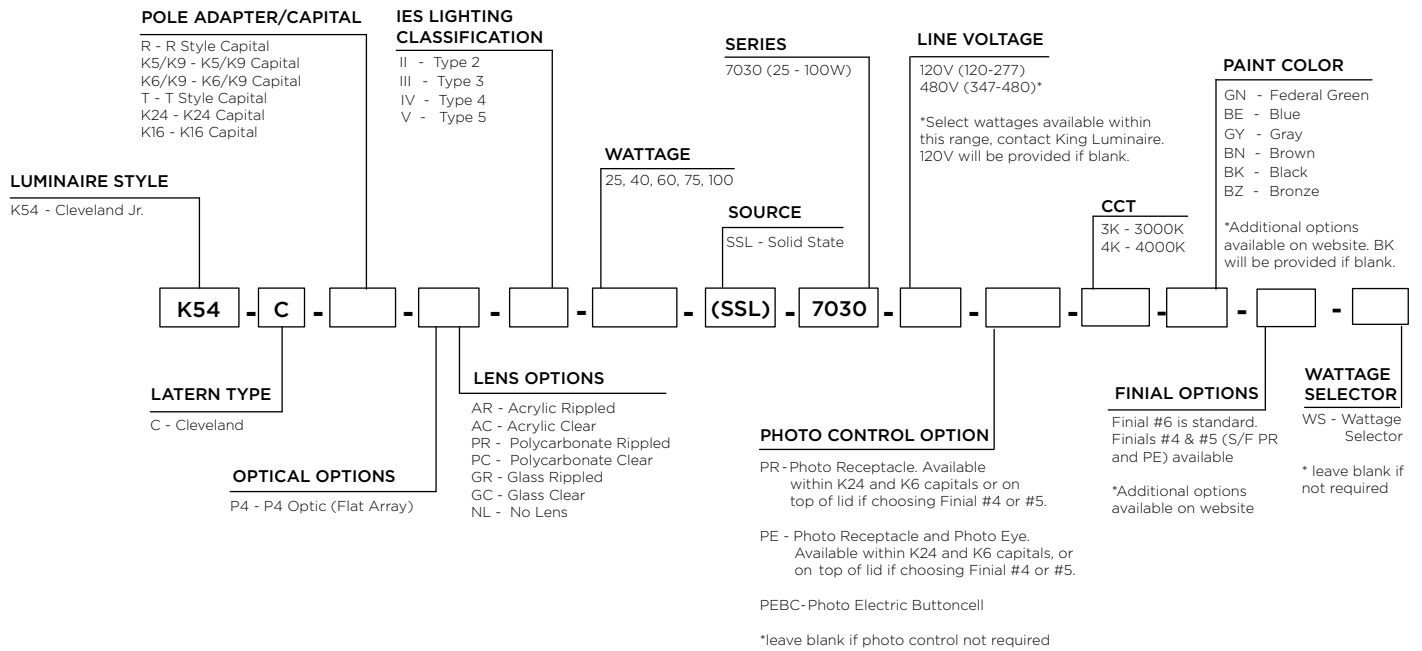 POLE ADAPTER/CAPITAL
R - R Style Capital
K5/K9 - K5/K9 Capital
K6/K9 - K6/K9 Capital
T - T Style Capital
K24 - K24 Capital
K16 - K16 Capital
IES LIGHTING
CLASSIFICATION
II - Type 2
III - Type 3
IV - Type 4
V - Type 5
SERIES
7030 (25 - 100W)
LINE VOLTAGE
120V (120-277)
480V (347-480)*
*Select wattages available within
this range, contact King Luminaire.
120V will be provided if blank.
PAINT COLOR
GN - Federal Green
BE - Blue
GY - Gray
BN - Brown
BK - Black
BZ - Bronze
*Additional options
available on website. BK
will be provided if blank.
LUMINAIRE STYLE
K54 - Cleveland Jr.
WATTAGE
25, 40, 60, 75, 100
SOURCE
SSL - Solid State
CCT
3K - 3000K
4K - 4000K
K54 - C - - - - - (SSL) - 7030 - - - - - -
LATERN TYPE
C - Cleveland
OPTICAL OPTIONS
P4 - P4 Optic (Flat Array)
LENS OPTIONS
AR - Acrylic Rippled
AC - Acrylic Clear
PR - Polycarbonate Rippled
PC - Polycarbonate Clear
GR - Glass Rippled
GC - Glass Clear
NL - No Lens
PHOTO CONTROL OPTION
PR - Photo Receptacle. Available
within K24 and K6 capitals or on
top of lid if choosing Finial #4 or #5.
PE - Photo Receptacle and Photo Eye.
Available within K24 and K6 capitals, or
on top of lid if choosing Finial #4 or #5.
PEBC-Photo Electric Buttoncell
*leave blank if photo control not required
FINIAL OPTIONS
Finial #6 is standard.
Finials #4 & #5 (S/F PR
and PE) available
*Additional options
available on website
WATTAGE
SELECTOR
WS - Wattage
Selector
* leave blank if
not required